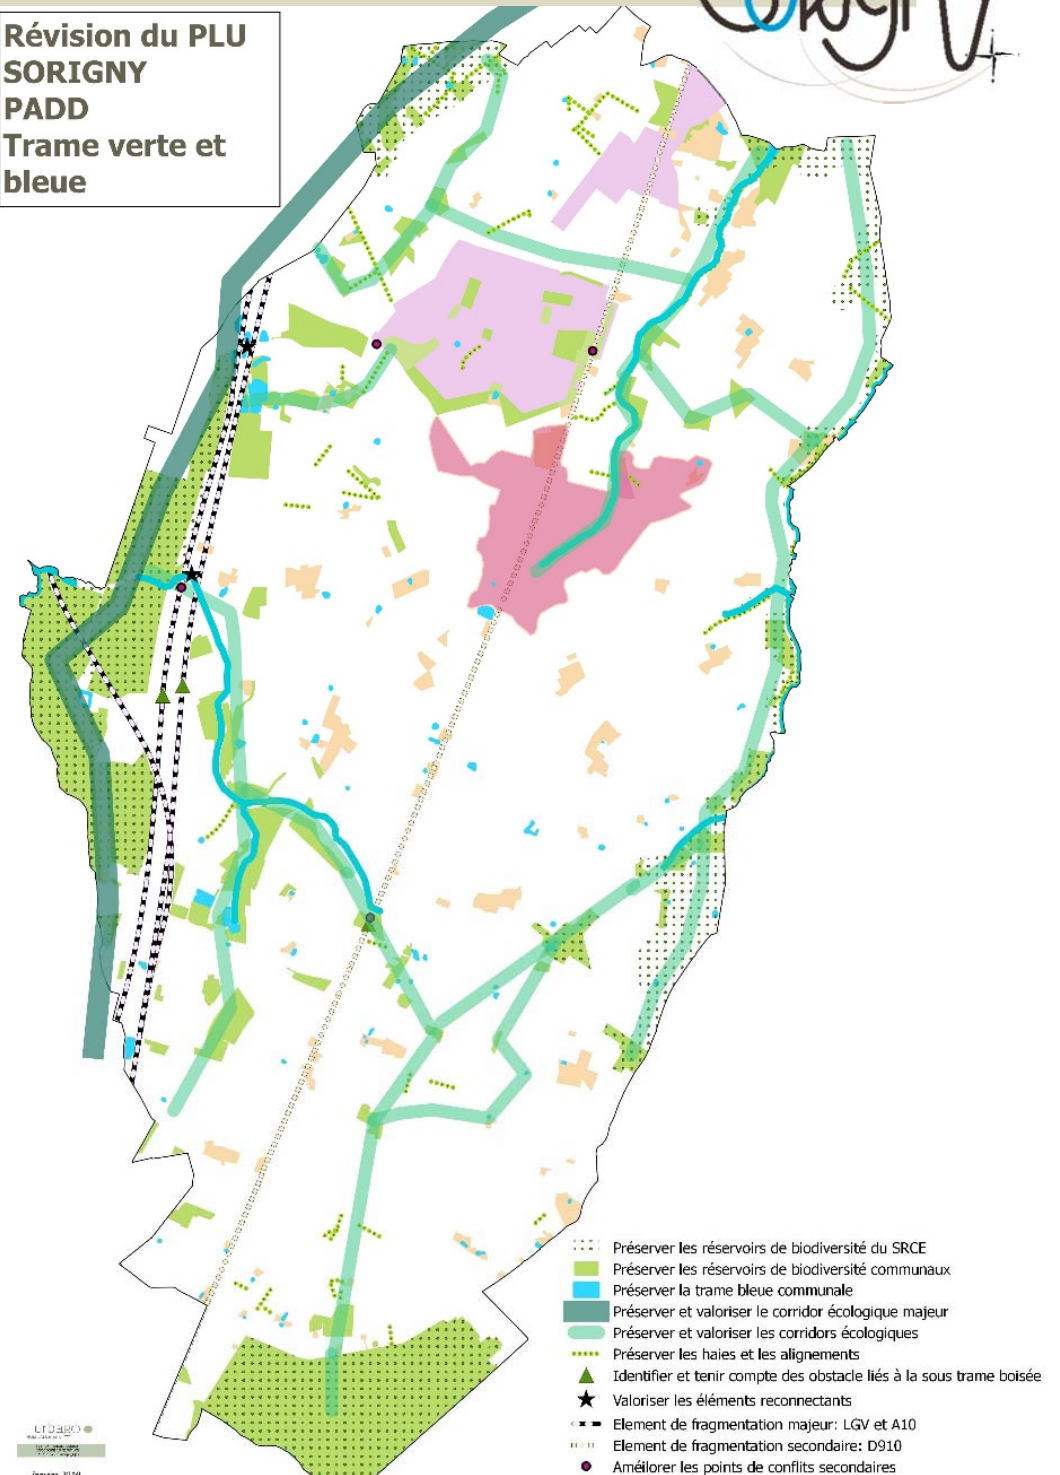 Révision du PLU
SORIGNY
PADD
Trame verte et
bleue
Préserver les réservoirs de biodiversité du SRCE
Préserver les réservoirs de biodiversité communaux
Préserver la trame bleue communale
Préserver et valoriser le corridor écologique majeur
Préserver et valoriser les corridors écologiques
Préserver les haies et les alignements
Identifier et tenir compte des obstacle liés à la sous trame boisée
Valoriser les éléments reconnectants
Element de fragmentation majeur: LGV et A10
Element de fragmentation secondaire: D910
Améilorer les points de conflits secondaires
urbago